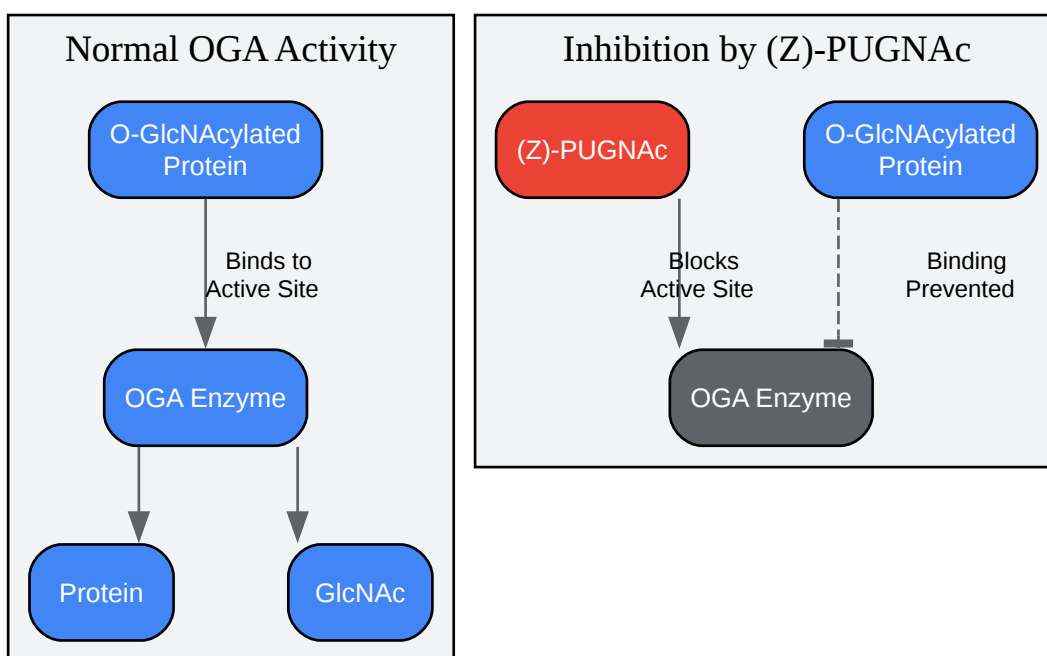 Normal OGA Activity
O-GlcNAcylated
Protein
Binds to
Active Site
OGA Enzyme
Protein
GlcNAc
Inhibition by (Z)-PUGNAc
(Z)-PUGNAc
O-GlcNAcylated
Protein
Blocks
Active Site
Binding
Prevented
OGA Enzyme